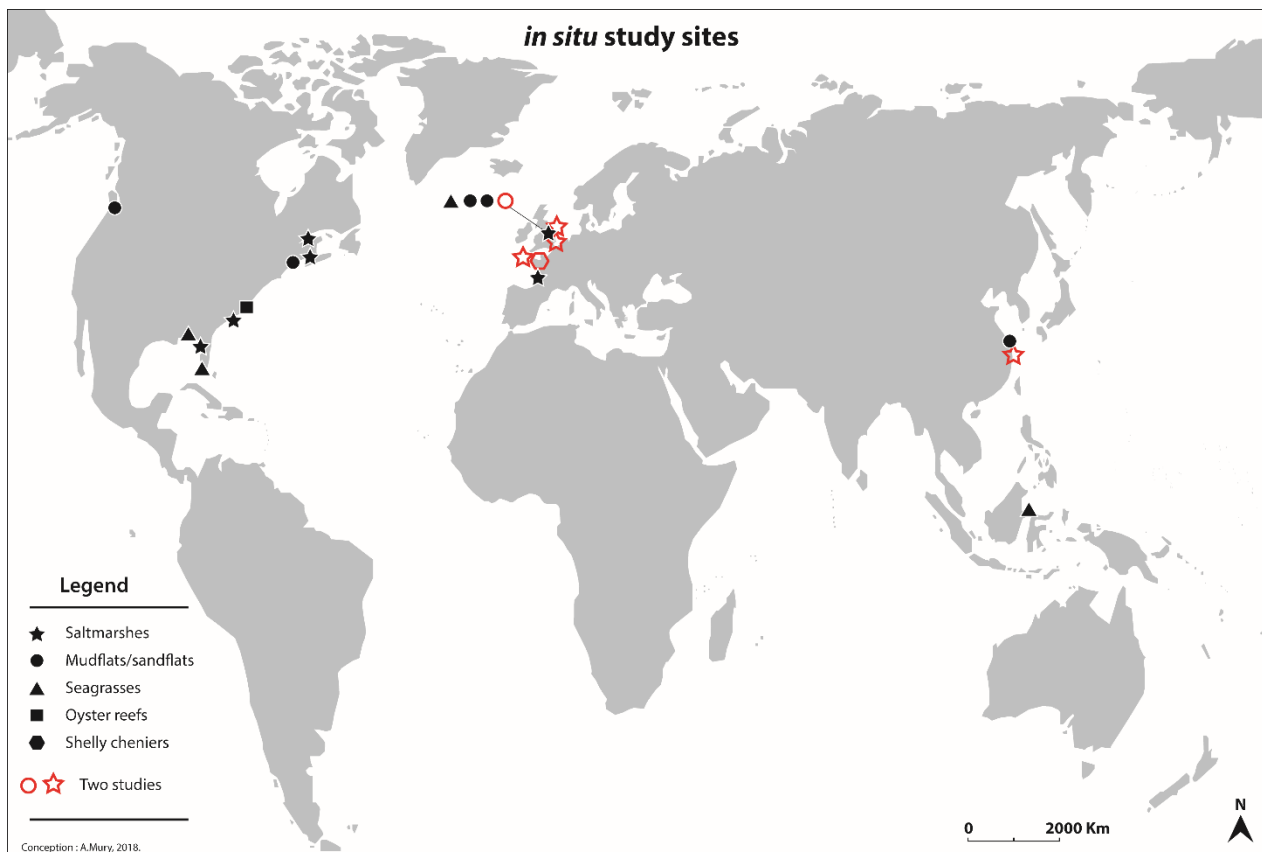 in situ study sites
Legend
Saltmarshes
Mudflats/sandflats
Seagrasses
Oyster reefs
Shelly cheniers
Two studies
Conception : A.Mury, 2018.
0 2000 Km
N